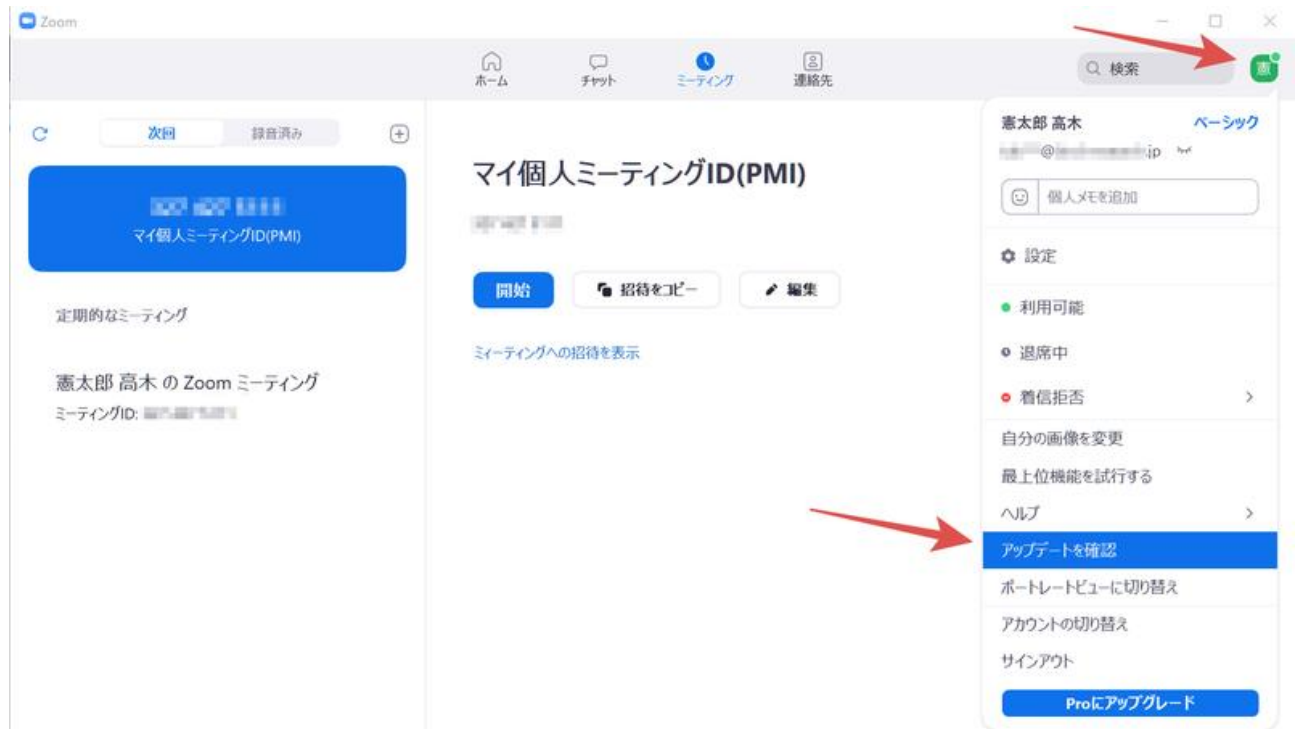 Zoom
ホーム
チャット
ミーティング
連絡先
検索
憲
次回
録音済み
マイ個人ミーティングID(PMI)
定期的なミーティング
憲太郎 高木 の Zoom ミーティング
ミーティングID:
マイ個人ミーティングID(PMI)
開始
招待をコピー
編集
ミィーティングへの招待を表示
憲太郎 高木 ベーシック
@ .jp
個人メモを追加
設定
利用可能
退席中
着信拒否
自分の画像を変更
最上位機能を試行する
ヘルプ
アップデートを確認
ポートレートビューに切り替え
アカウントの切り替え
サインアウト
Proにアップグレード